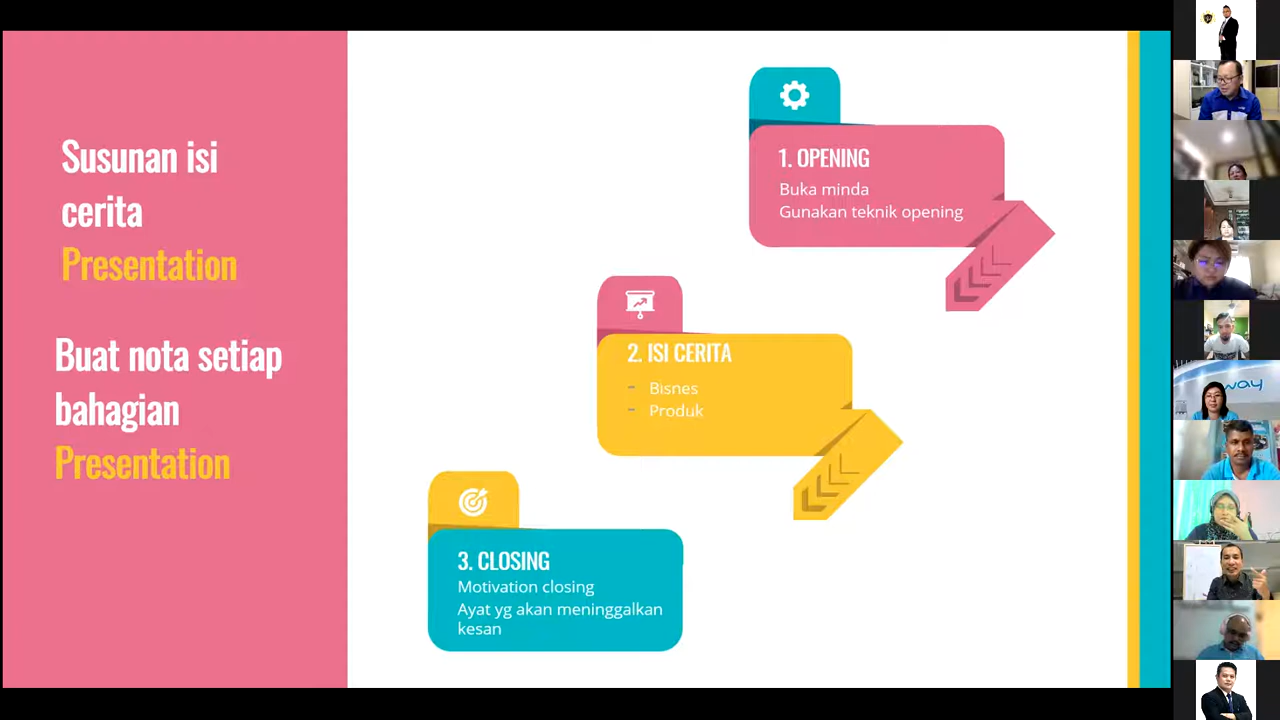 Susunan isi
cerita
Presentation
Buat nota setiap
bahagian
Presentation
1. OPENING
Buka minda
Gunakan teknik opening
2. ISI CERITA
- Bisnes
- Produk
3. CLOSING
Motivation closing
Ayat yg akan meninggalkan
kesan
way